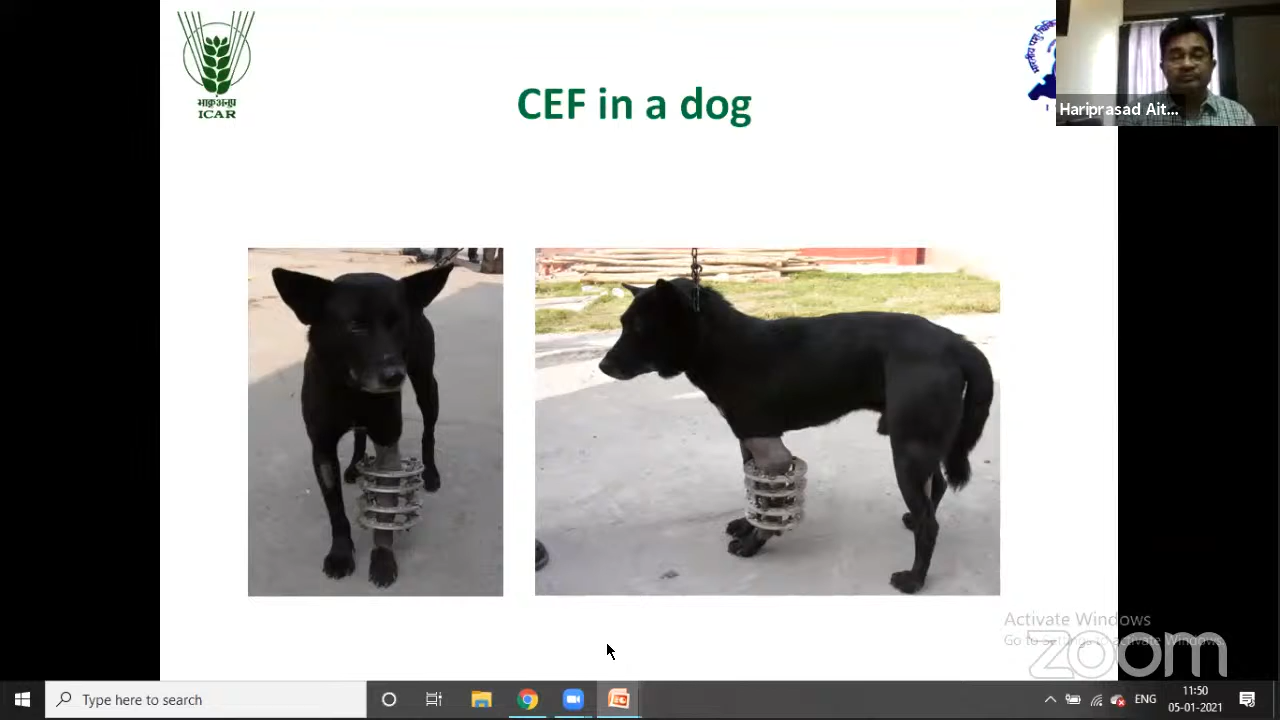 CEF in a dog
भाकृअनुप
ICAR
Hariprasad Ait...
Activate Windows
Go to Settings to activate Windows.
zoom
Type here to search
ENG
11:50
05-01-2021